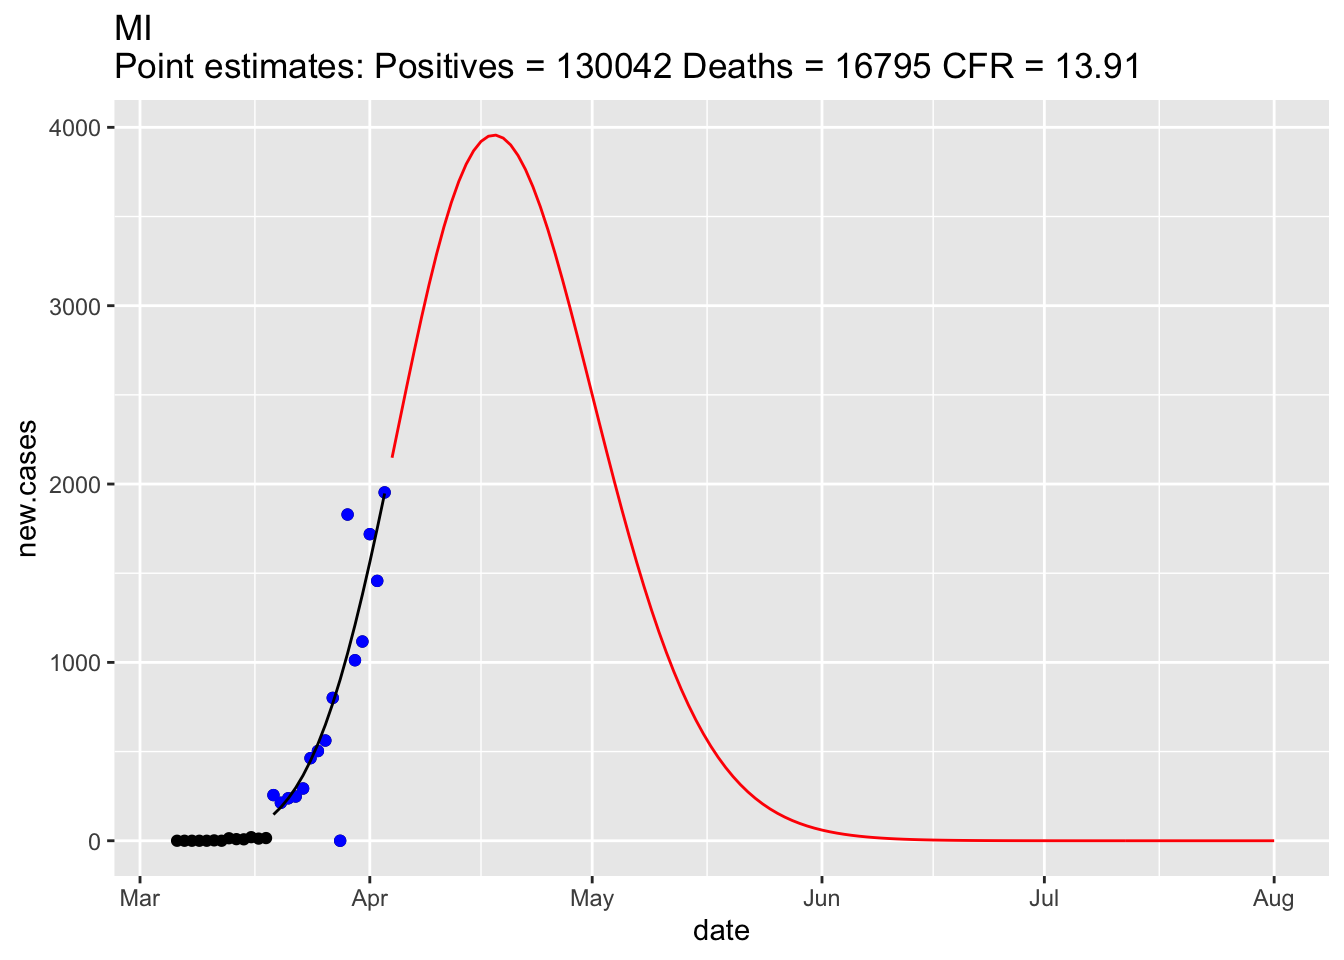 MI
Point estimates: Positives = 130042 Deaths = 16795 CFR = 13.91
4000
3000
2000
1000
0
new.cases
Mar Apr May Jun Jul Aug
date